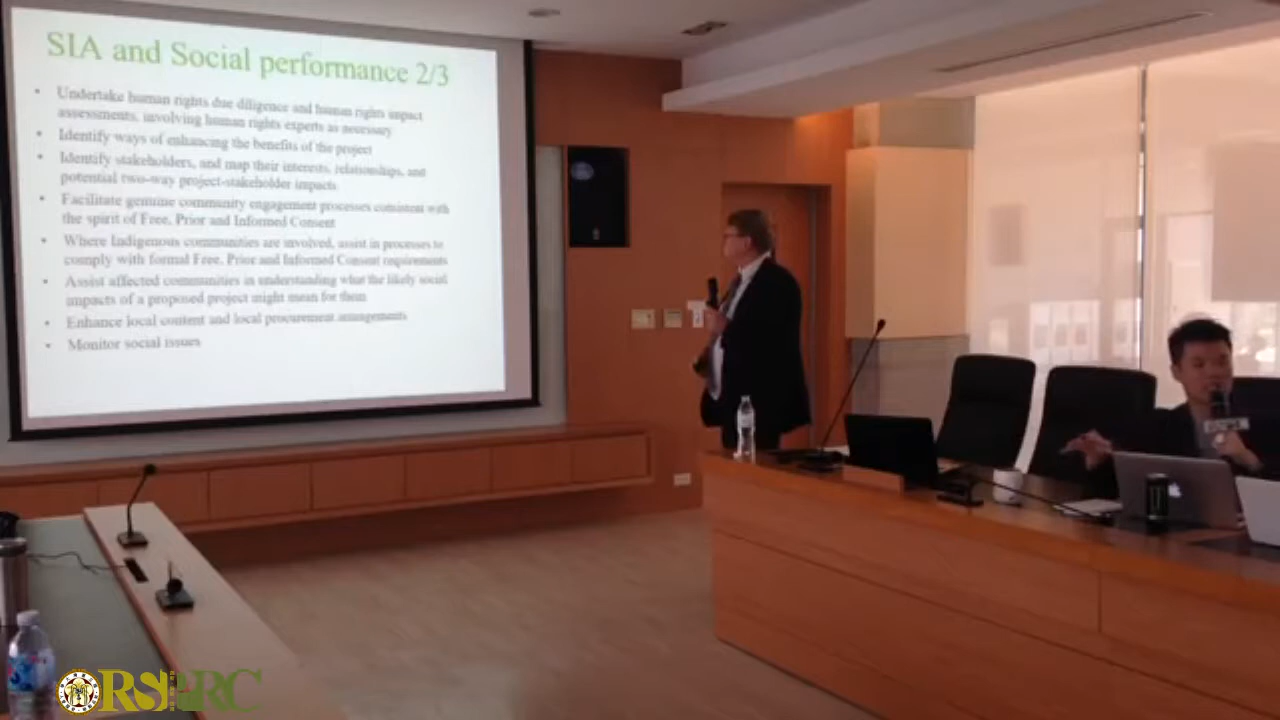 SIA and Social performance 2/3
• Undertake human rights due diligence and human rights impact
assessments, involving human rights experts as necessary
• Identify ways of enhancing the benefits of the project
• Identify stakeholders, and map their interests, relationships, and
potential two-way project-stakeholder impacts
• Facilitate genuine community engagement processes consistent with
the spirit of Free, Prior and Informed Consent
• Where Indigenous communities are involved, assist in processes to
comply with formal Free, Prior and Informed Consent requirements
• Assist affected communities in understanding what the likely social
impacts of a proposed project might mean for them
• Enhance local content and local procurement arrangements
• Monitor social issues